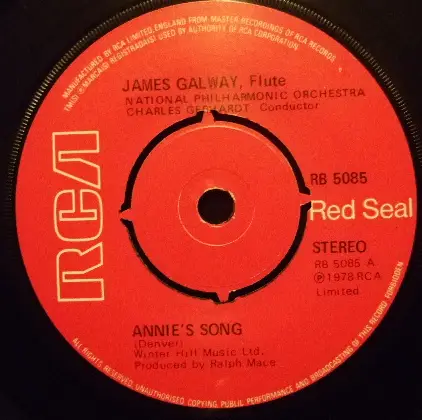 MANUFACTURED BY RCA LIMITED, ENGLAND FROM MASTER RECORDINGS OF RCA RECORDS
TMK(S) ® MARCA(S) REGISTRADA(S) USED BY AUTHORITY OF RCA CORPORATION
JAMES GALWAY, Flute
NATIONAL PHILHARMONIC ORCHESTRA
CHARLES GERHARDT, Conductor
RCA
RB 5085
Red Seal
STEREO
RB 5085 A
℗ 1978 RCA
Limited
ANNIE'S SONG
(Denver)
Winter Hill Music Ltd.
Produced by Ralph Mace
ALL RIGHTS RESERVED. UNAUTHORISED COPYING, PUBLIC PERFORMANCE AND BROADCASTING OF THIS RECORD FORBIDDEN